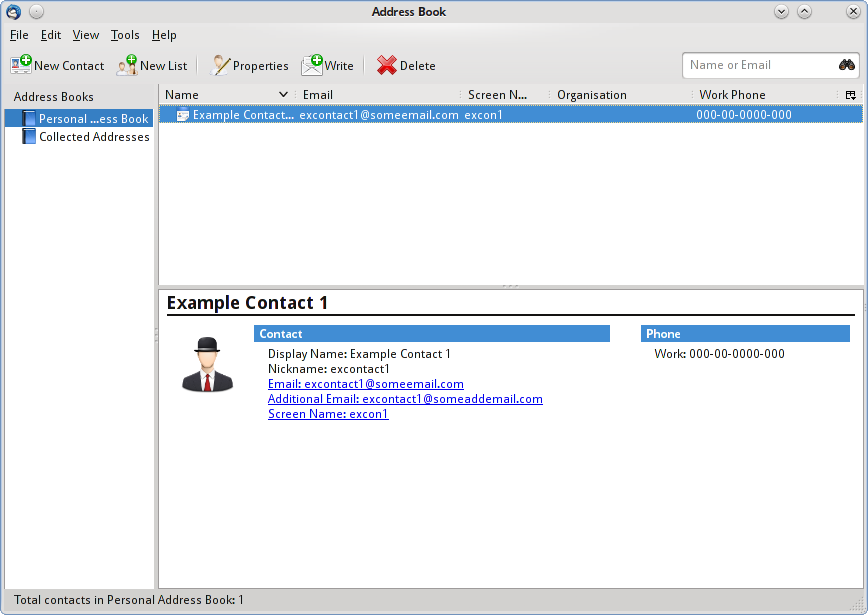 Address Book
File Edit View Tools Help
New Contact New List Properties Write Delete Name or Email
Address Books
Personal ...ess Book
Collected Addresses
Name Email Screen N... Organisation Work Phone
Example Contact... excontact1@someemail.com excon1 000-00-0000-000
Example Contact 1
Contact
Display Name: Example Contact 1
Nickname: excontact1
Email: excontact1@someemail.com
Additional Email: excontact1@someaddemail.com
Screen Name: excon1
Phone
Work: 000-00-0000-000
Total contacts in Personal Address Book: 1